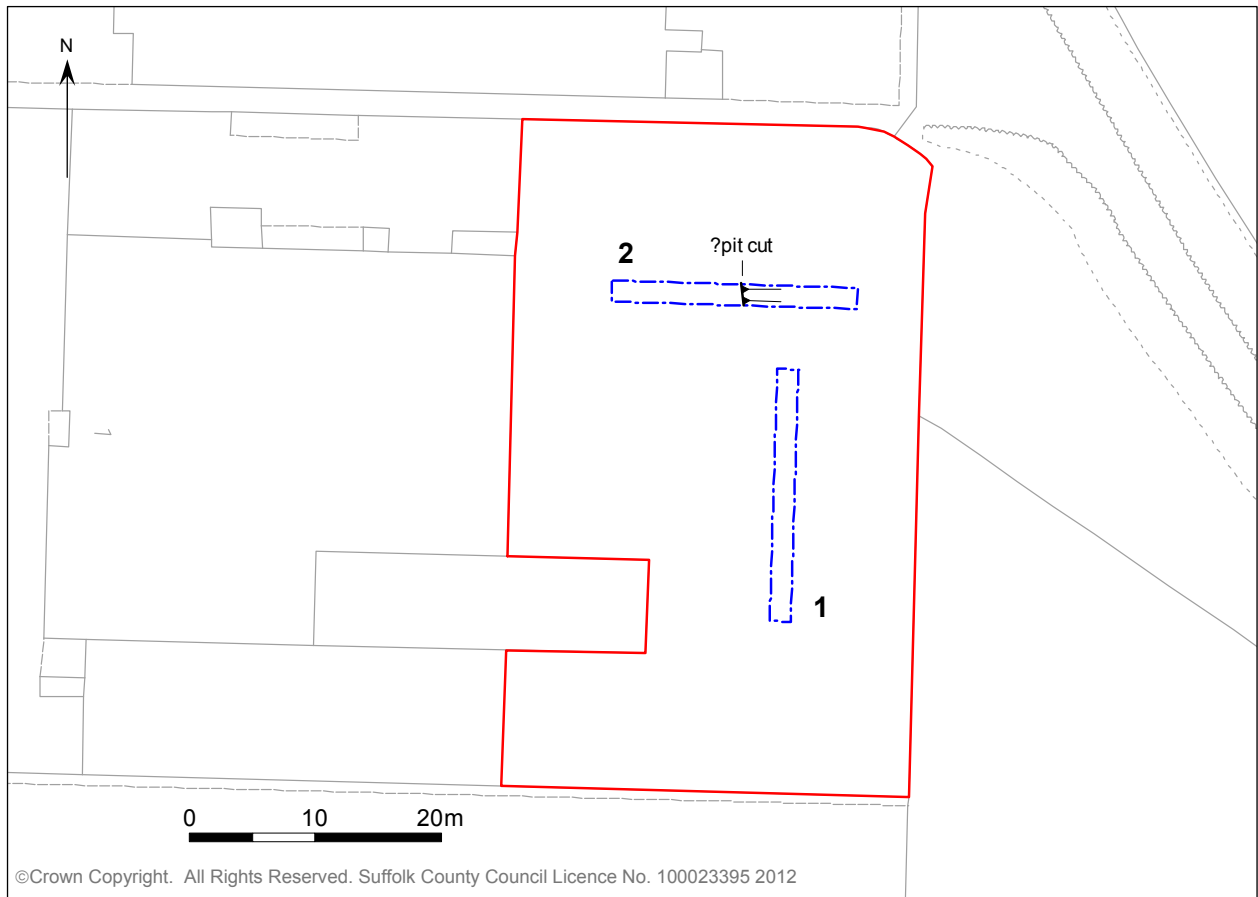 N
?pit cut
2
1
0 10 20m
©Crown Copyright. All Rights Reserved. Suffolk County Council Licence No. 100023395 2012